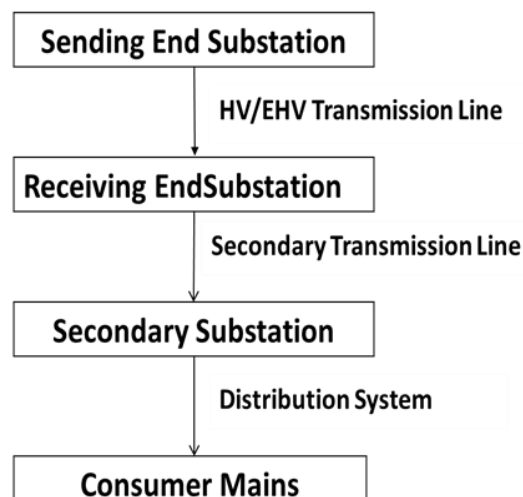 Sending End Substation
HV/EHV Transmission Line
Receiving EndSubstation
Secondary Transmission Line
Secondary Substation
Distribution System
Consumer Mains